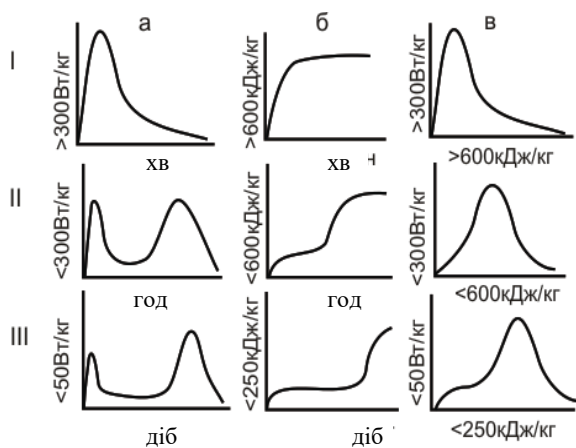 а б в
I
>300Вт/кг
>600кДж/кг
>300Вт/кг
хв хв н >600кДж/кг
II
<300Вт/кг
<600кДж/кг
<300Вт/кг
год год <600кДж/кг
III
<50Вт/кг
<250кДж/кг
<50Вт/кг
діб діб <250кДж/кг